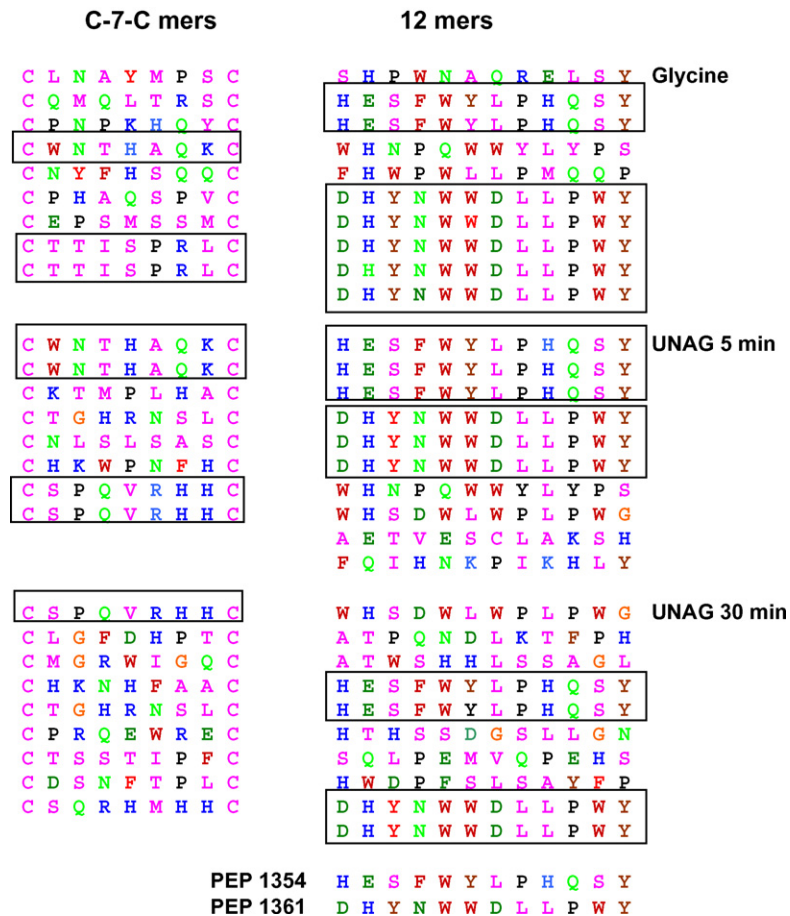 C-7-C mers 12 mers
C L N A Y M P S C S H P W N A Q R E L S Y Glycine
C Q M Q L T R S C H E S F W Y L P H Q S Y
C P N P K H Q Y C H E S F W Y L P H Q S Y
C W N T H A Q K C W H N P Q W W Y L Y P S
C N Y F H S Q Q C F H W P W L L P M Q Q P
C P H A Q S P V C D H Y N W W D L L P W Y
C E P S M S S M C D H Y N W W D L L P W Y
C T T I S P R L C D H Y N W W D L L P W Y
C T T I S P R L C D H Y N W W D L L P W Y
D H Y N W W D L L P W Y
C W N T H A Q K C H E S F W Y L P H Q S Y UNAG 5 min
C W N T H A Q K C H E S F W Y L P H Q S Y
C K T M P L H A C H E S F W Y L P H Q S Y
C T G H R N S L C D H Y N W W D L L P W Y
C N L S L S A S C D H Y N W W D L L P W Y
C H K W P N F H C D H Y N W W D L L P W Y
C S P Q V R H H C W H N P Q W W Y L Y P S
C S P Q V R H H C W H S D W L W P L P W G
A E T V E S C L A K S H
F Q I H N K P I K H L Y
C S P Q V R H H C W H S D W L W P L P W G UNAG 30 min
C L G F D H P T C A T P Q N D L K T F P H
C M G R W I G Q C A T W S H H L S S A G L
C H K N H F A A C H E S F W Y L P H Q S Y
C T G H R N S L C H E S F W Y L P H Q S Y
C P R Q E W R E C H T H S S D G S L L G N
C T S S T I P F C S Q L P E M V Q P E H S
C D S N F T P L C H W D P F S L S A Y F P
C S Q R H M H H C D H Y N W W D L L P W Y
D H Y N W W D L L P W Y
PEP 1354 H E S F W Y L P H Q S Y
PEP 1361 D H Y N W W D L L P W Y